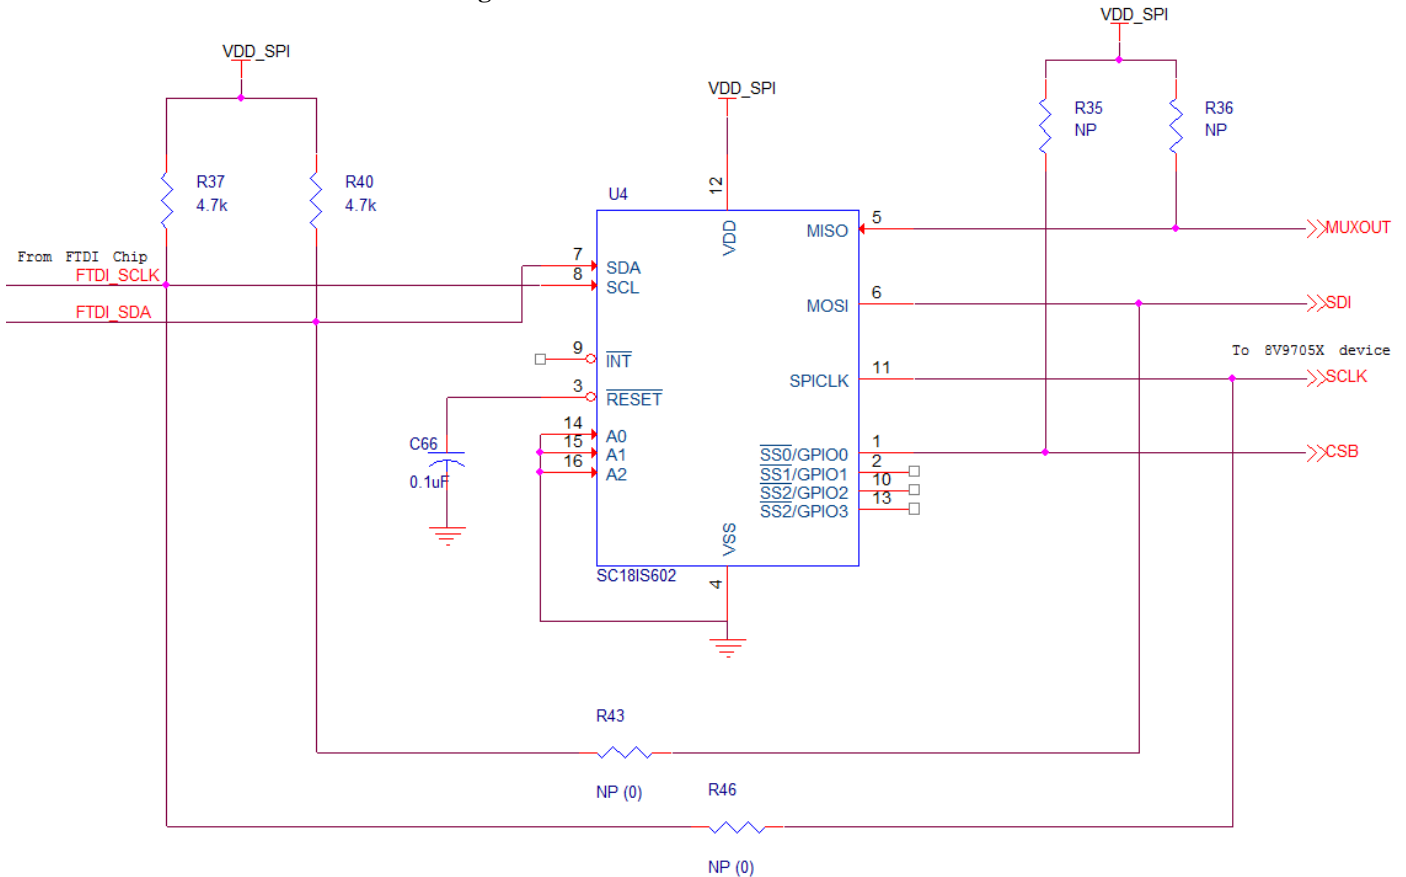 VDD_SPI
VDD_SPI
VDD_SPI
R35
NP
R36
NP
R37
4.7k
R40
4.7k
U4
12
VDD
MISO
5
MUXOUT
From FTDI Chip
FTDI_SCLK
FTDI_SDA
7
SDA
8
SCL
MOSI
6
SDI
9
INT
To 8V9705X device
SPICLK
11
SCLK
3
RESET
14
A0
15
A1
16
A2
C66
0.1uF
SS0/GPIO0
1
CSB
SS1/GPIO1
2
SS2/GPIO2
10
SS2/GPIO3
13
VSS
4
SC18IS602
R43
NP (0)
R46
NP (0)